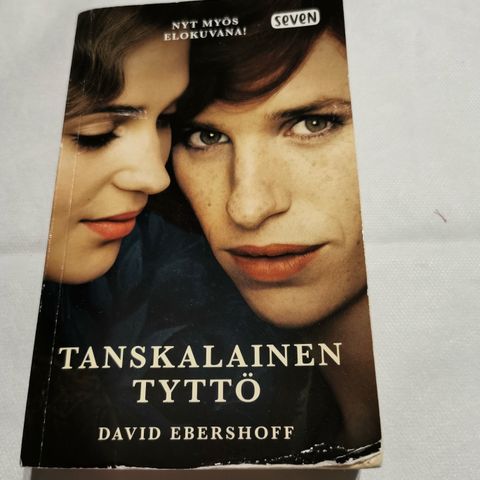 NYT MYÖS
ELOKUVANA!
seven
TANSKALAINEN
TYTTÖ
DAVID EBERSHOFF